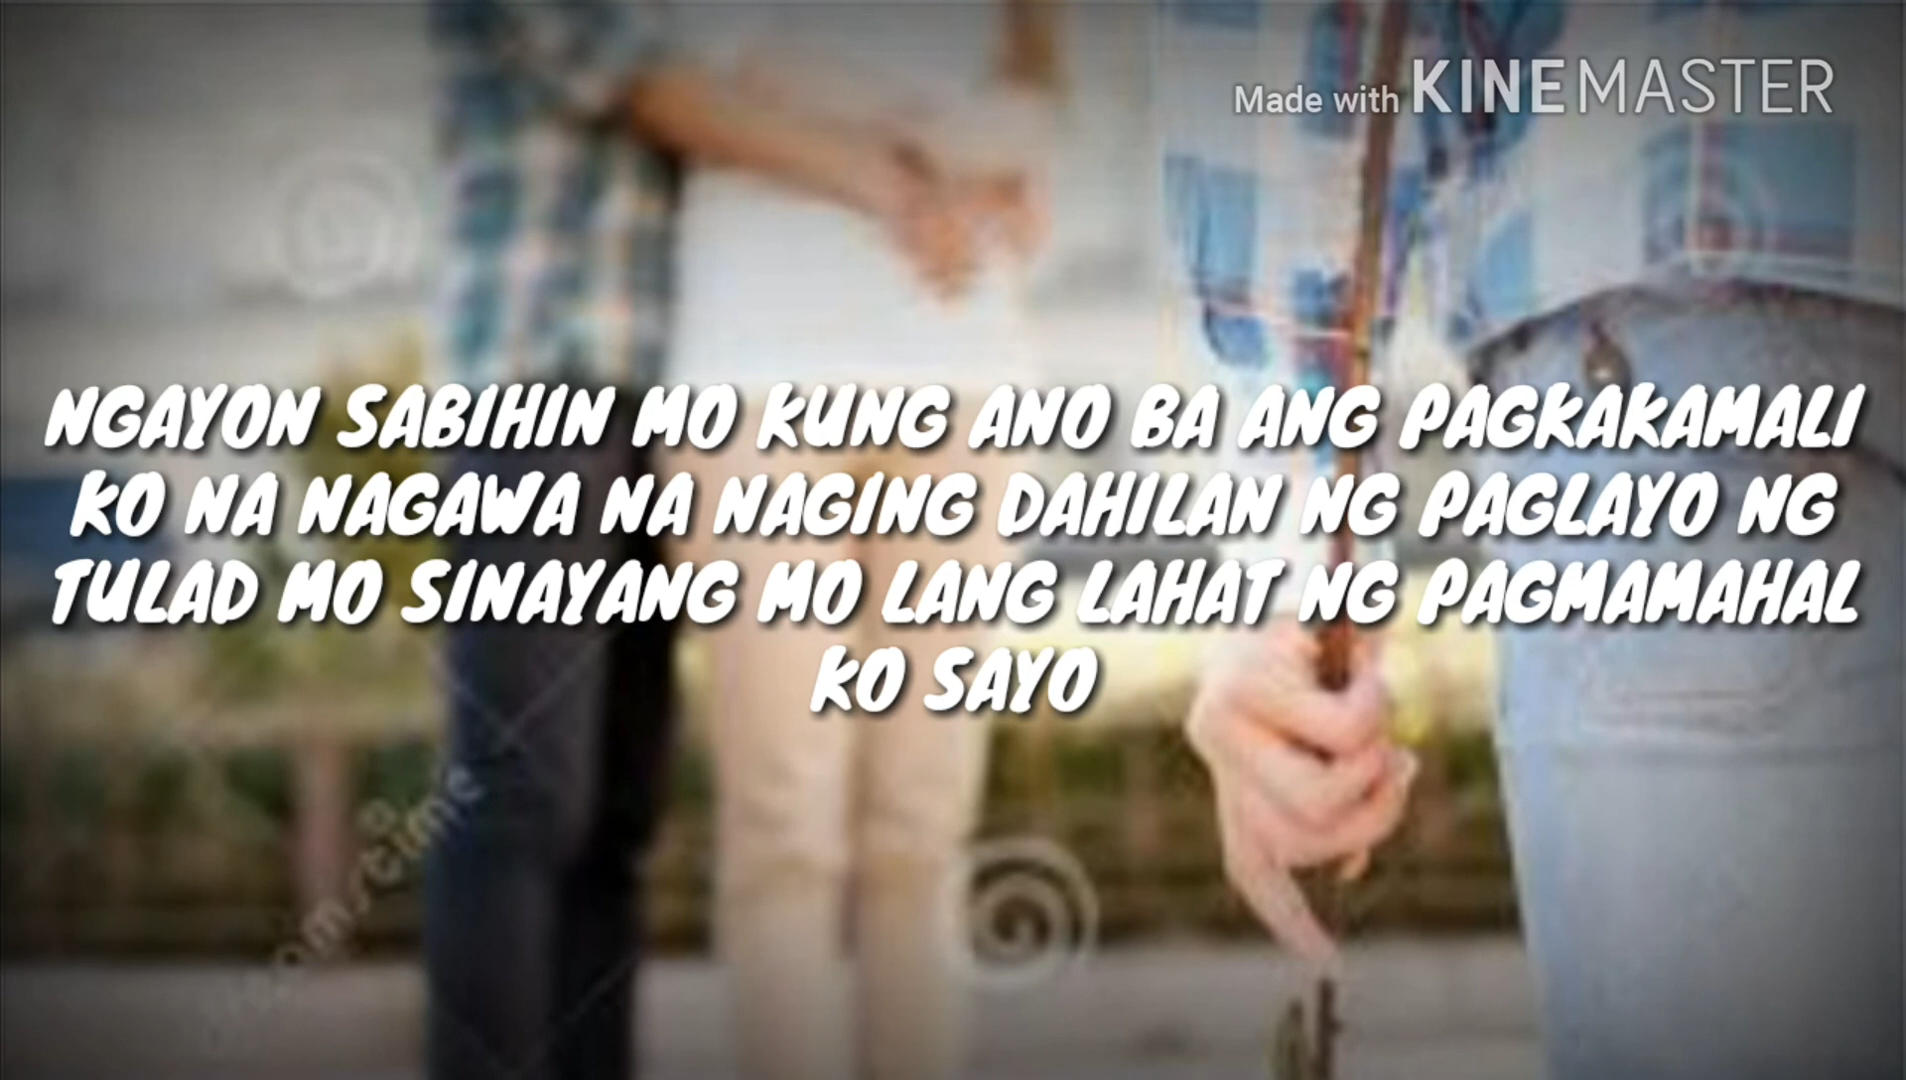 Made with KINEMASTER
NGAYON SABIHIN MO KUNG ANO BA ANG PAGKAKAMALI
KO NA NAGAWA NA NAGING DAHILAN NG PAGLAYO NG
TULAD MO SINAYANG MO LANG LAHAT NG PAGMAMAHAL
KO SAYO